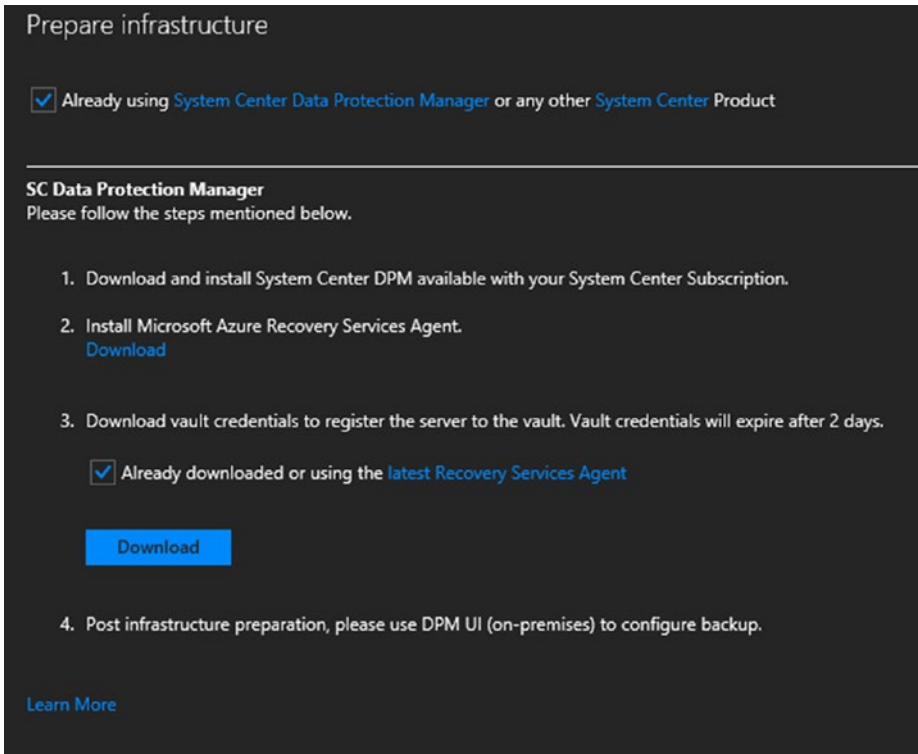 Prepare infrastructure
Already using System Center Data Protection Manager or any other System Center Product
SC Data Protection Manager
Please follow the steps mentioned below.
1. Download and install System Center DPM available with your System Center Subscription.
2. Install Microsoft Azure Recovery Services Agent.
Download
3. Download vault credentials to register the server to the vault. Vault credentials will expire after 2 days.
Already downloaded or using the latest Recovery Services Agent
Download
4. Post infrastructure preparation, please use DPM UI (on-premises) to configure backup.
Learn More